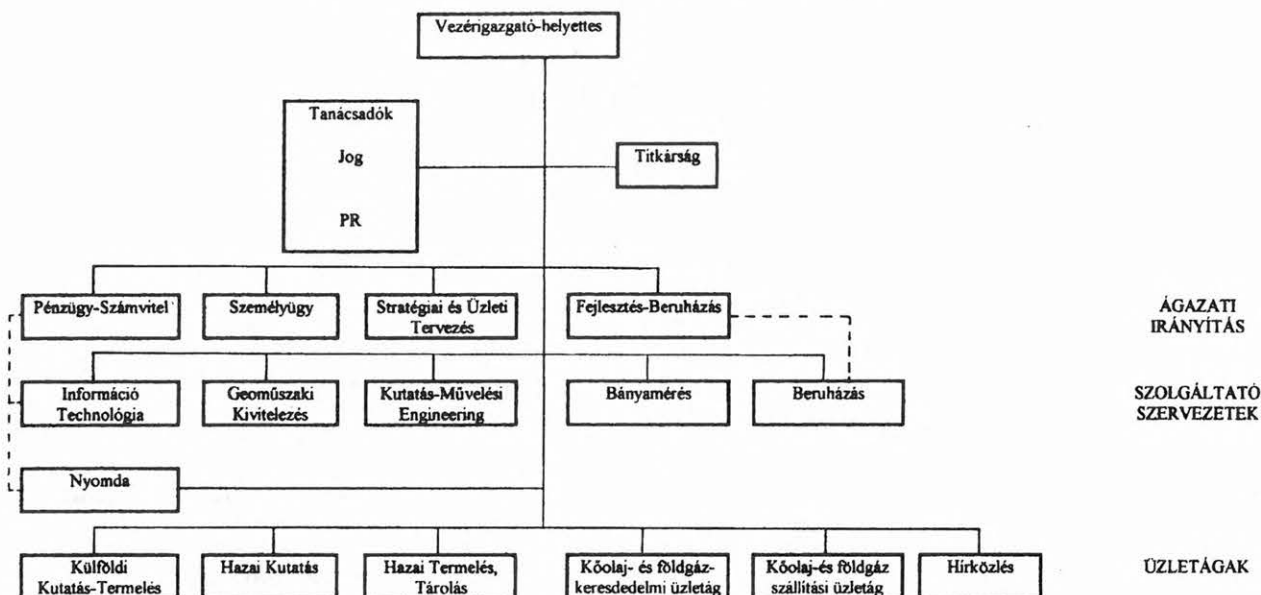 Vezérigazgató-helyettes
Tanácsadók
Jog
PR
Titkárság
Pénzügy-Számvitel
Személyügy
Stratégiai és Üzleti
Tervezés
Fejlesztés-Beruházás
ÁGAZATI
IRÁNYÍTÁS
Információ
Technológia
Geoműszaki
Kivitelezés
Kutatás-Művelési
Engineering
Bányamérés
Beruházás
SZOLGÁLTATÓ
SZERVEZETEK
Nyomda
Külföldi
Kutatás-Termelés
Hazai Kutatás
Hazai Termelés,
Tárolás
Kőolaj- és földgáz-
keresdedelmi üzletág
Kőolaj-és földgáz
szállítási üzletág
Hírközlés
ÜZLETÁGAK